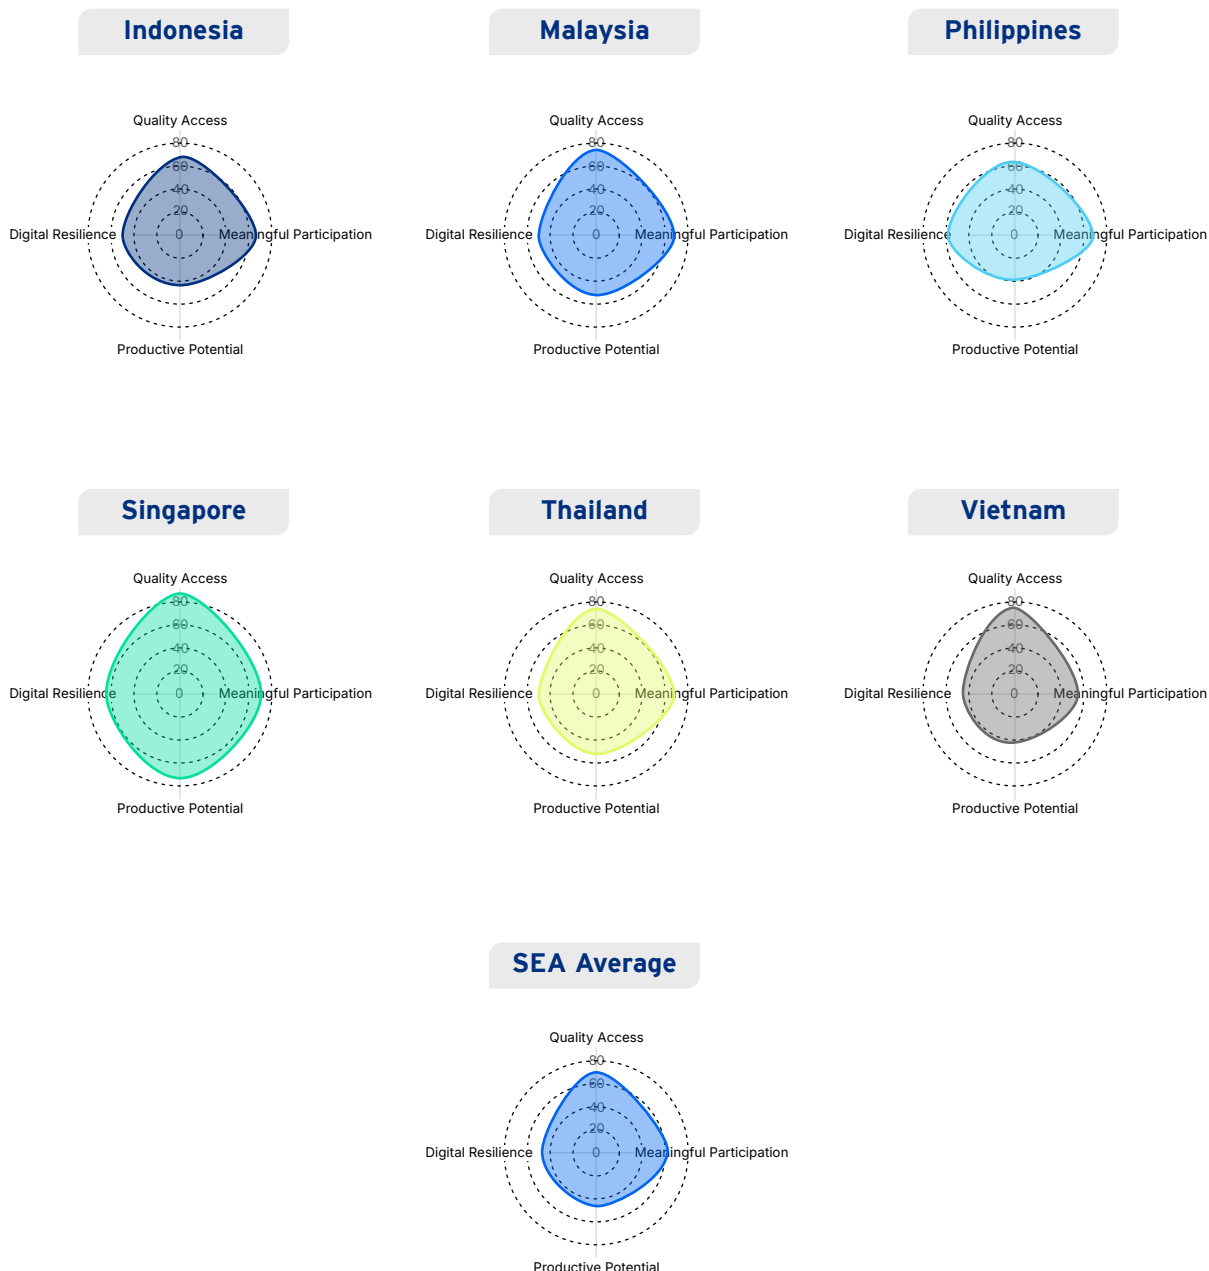 Indonesia
Malaysia
Philippines
Quality Access
80
60
40
20
0
Digital Resilience
Meaningful Participation
Productive Potential
Quality Access
80
60
40
20
0
Digital Resilience
Meaningful Participation
Productive Potential
Quality Access
80
60
40
20
0
Digital Resilience
Meaningful Participation
Productive Potential
Singapore
Thailand
Vietnam
Quality Access
80
60
40
20
0
Digital Resilience
Meaningful Participation
Productive Potential
Quality Access
80
60
40
20
0
Digital Resilience
Meaningful Participation
Productive Potential
Quality Access
80
60
40
20
0
Digital Resilience
Meaningful Participation
Productive Potential
SEA Average
Quality Access
80
60
40
20
0
Digital Resilience
Meaningful Participation
Productive Potential